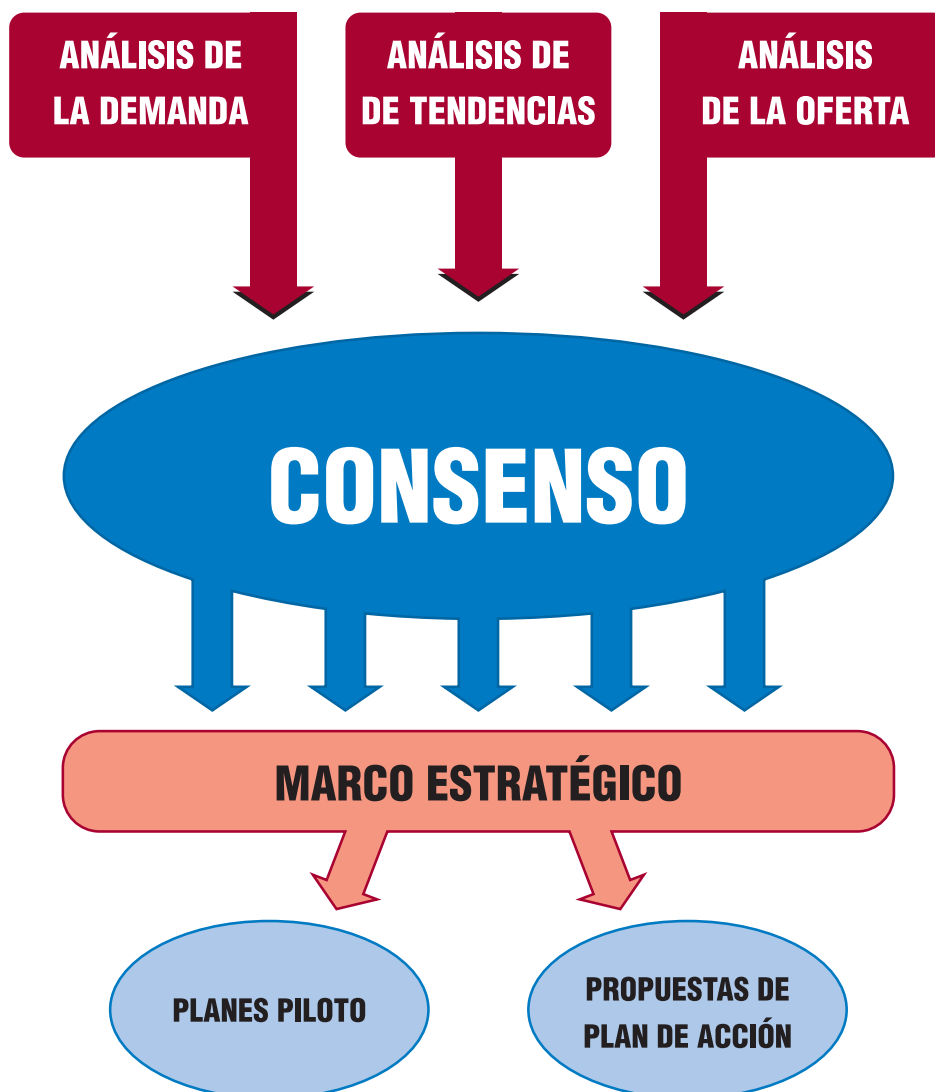 ANÁLISIS DE
LA DEMANDA
ANÁLISIS DE
DE TENDENCIAS
ANÁLISIS
DE LA OFERTA
CONSENSO
MARCO ESTRATÉGICO
PLANES PILOTO
PROPUESTAS DE
PLAN DE ACCIÓN